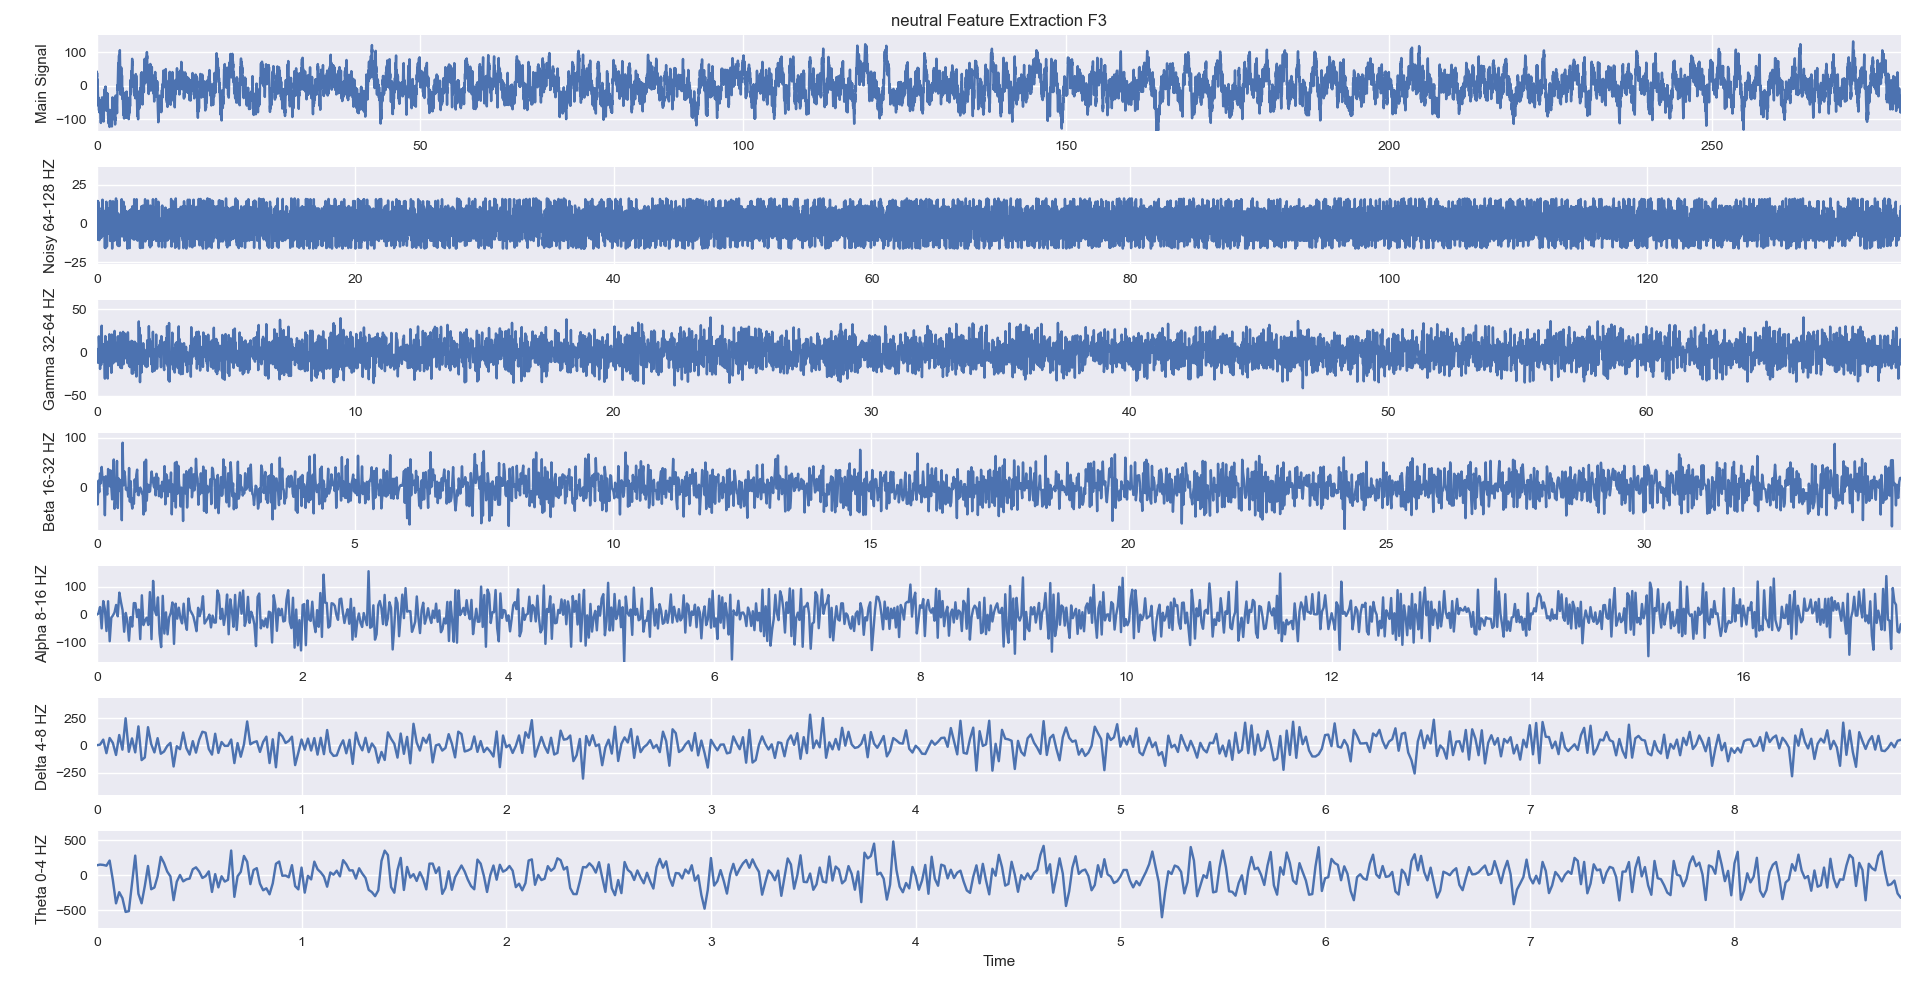 neutral Feature Extraction F3
Main Signal
100
0
−100
0 50 100 150 200 250
Noisy 64-128 HZ
25
0
−25
0 20 40 60 80 100 120
Gamma 32-64 HZ
50
0
−50
0 10 20 30 40 50 60
Beta 16-32 HZ
100
0
0 5 10 15 20 25 30
Alpha 8-16 HZ
100
0
−100
0 2 4 6 8 10 12 14 16
Delta 4-8 HZ
250
0
−250
0 1 2 3 4 5 6 7 8
Theta 0-4 HZ
500
0
−500
0 1 2 3 4 5 6 7 8
Time